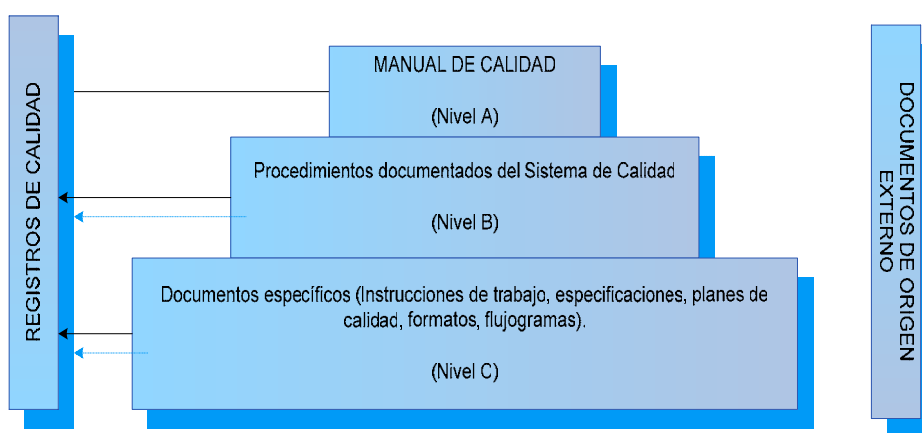 REGISTROS DE CALIDAD
MANUAL DE CALIDAD
(Nivel A)
Procedimientos documentados del Sistema de Calidad
(Nivel B)
Documentos específicos (Instrucciones de trabajo, especificaciones, planes de
calidad, formatos, flujogramas).
(Nivel C)
DOCUMENTOS DE ORIGEN
EXTERNO